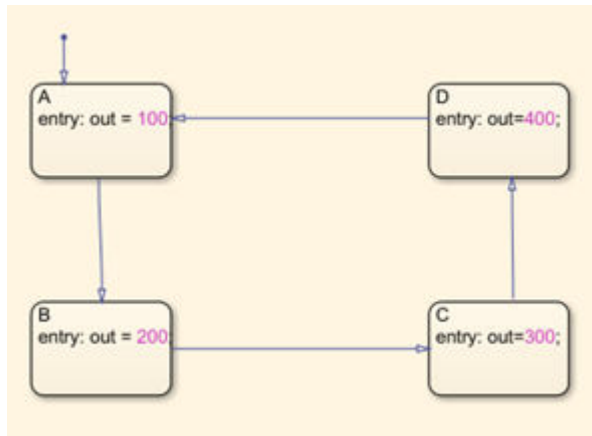 A
entry: out = 100;
D
entry: out=400;
B
entry: out = 200;
C
entry: out=300;